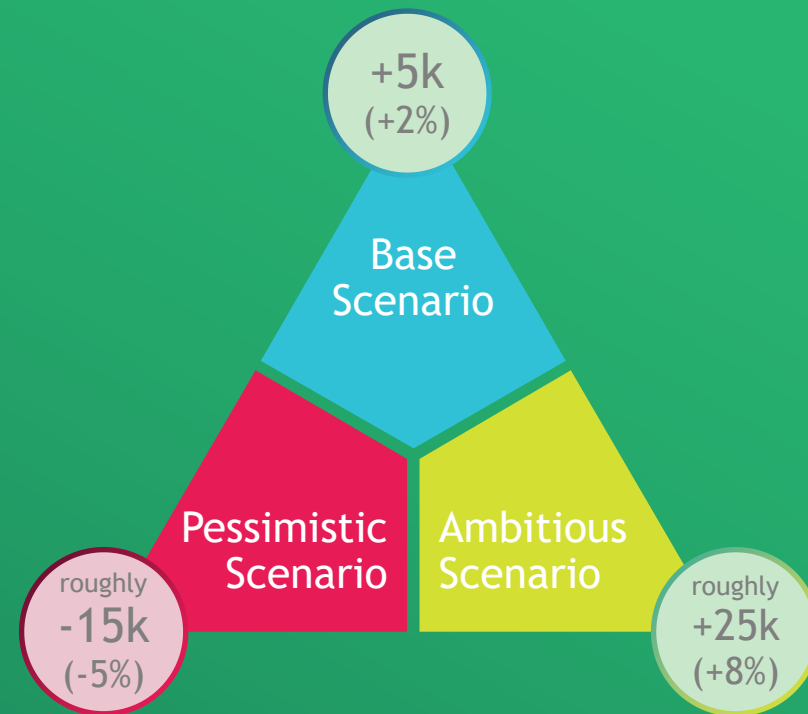 +5k
(+2%)
Base
Scenario
Pessimistic
Scenario
Ambitious
Scenario
roughly
-15k
(-5%)
roughly
+25k
(+8%)